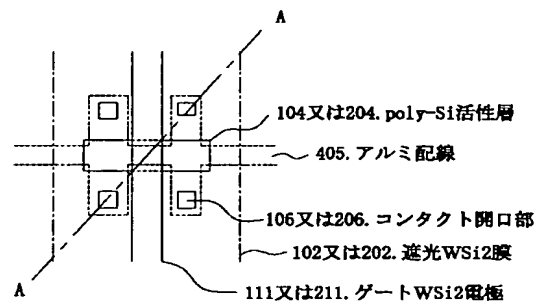 A
104又は204. poly-Si活性層
405. アルミ配線
106又は206. コンタクト開口部
102又は202. 遮光WSi2膜
A
111又は211. ゲートWSi2電極